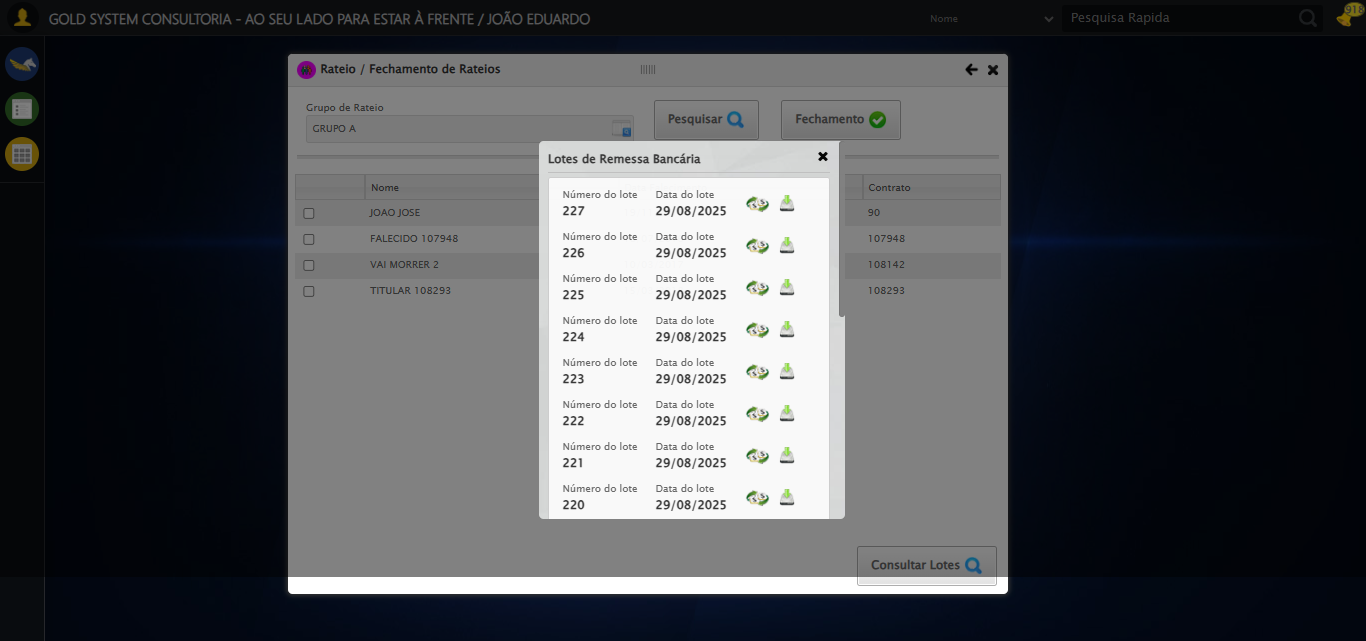 GOLD SYSTEM CONSULTORIA - AO SEU LADO PARA ESTAR À FRENTE / JOÃO EDUARDO
Nome
Pesquisa Rapida
918
Rateio / Fechamento de Rateios
Grupo de Rateio
GRUPO A
Pesquisar
Fechamento
Lotes de Remessa Bancária
Nome
Contrato
JOAO JOSE
90
FALECIDO 107948
107948
VAI MORRER 2
108142
TITULAR 108293
108293
Número do lote Data do lote
227 29/08/2025
Número do lote Data do lote
226 29/08/2025
Número do lote Data do lote
225 29/08/2025
Número do lote Data do lote
224 29/08/2025
Número do lote Data do lote
223 29/08/2025
Número do lote Data do lote
222 29/08/2025
Número do lote Data do lote
221 29/08/2025
Número do lote Data do lote
220 29/08/2025
Consultar Lotes